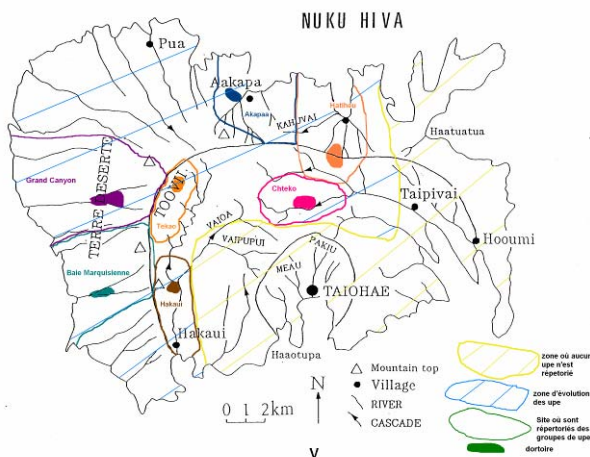 NUKU HIVA
Pua
Aakapa
Akapaa
KAHUVAI
Hatiheu
Haatuatua
TERRE DESERTE
Grand Canyon
TOOVII
Tekao
Chteko
Taipivai
Hooumi
VAIOA
VAIPUPUI
PAKIU
MEAU
Baie Marquisienne
Hakaui
TAIOHAE
Hakaui
Haaotupa
Mountain top
Village
RIVER
CASCADE
N
0 1 2km
zone où aucun
upe n'est
répetorié
zone d'évolution
des upe
Site où sont
répertoriés des
groupes de upe
dortoire
V